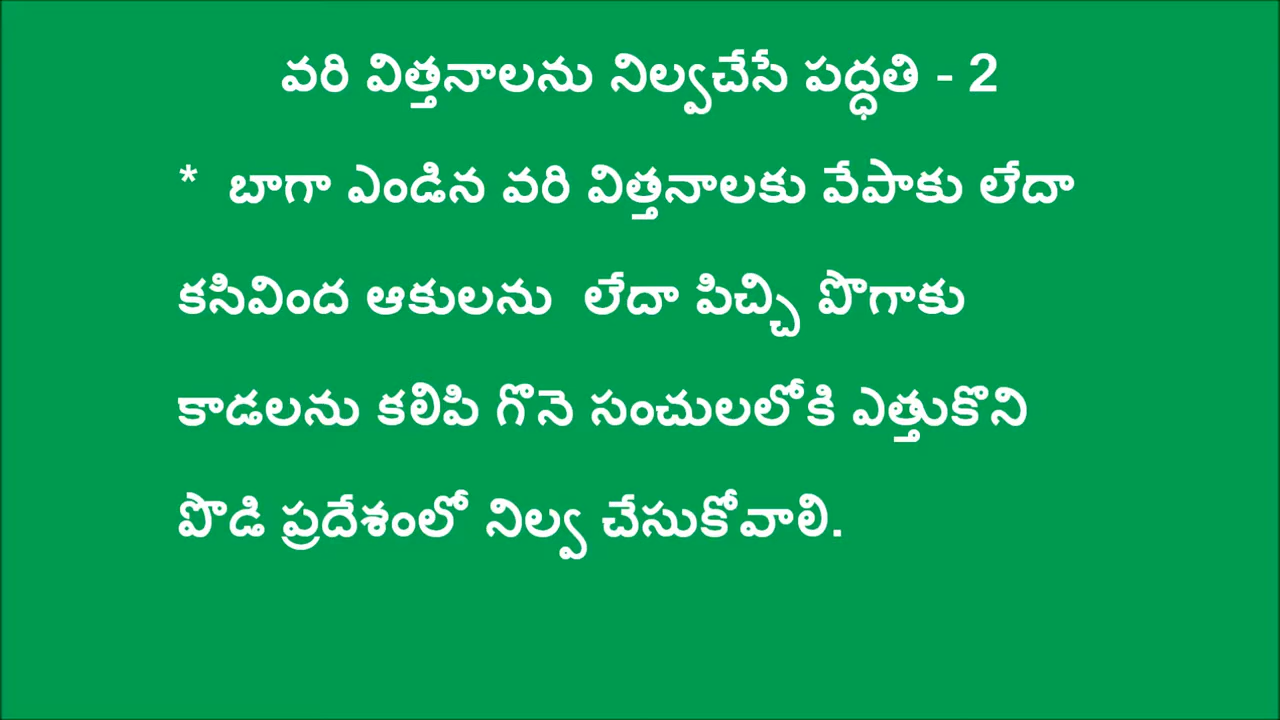 వరి విత్తనాలను నిల్వచేసే పద్ధతి - 2
* బాగా ఎండిన వరి విత్తనాలకు వేపాకు లేదా
కసివింద ఆకులను లేదా పిచ్చి పొగాకు
కాడలను కలిపి గొనె సంచులలోకి ఎత్తుకొని
పొడి ప్రదేశంలో నిల్వ చేసుకోవాలి.